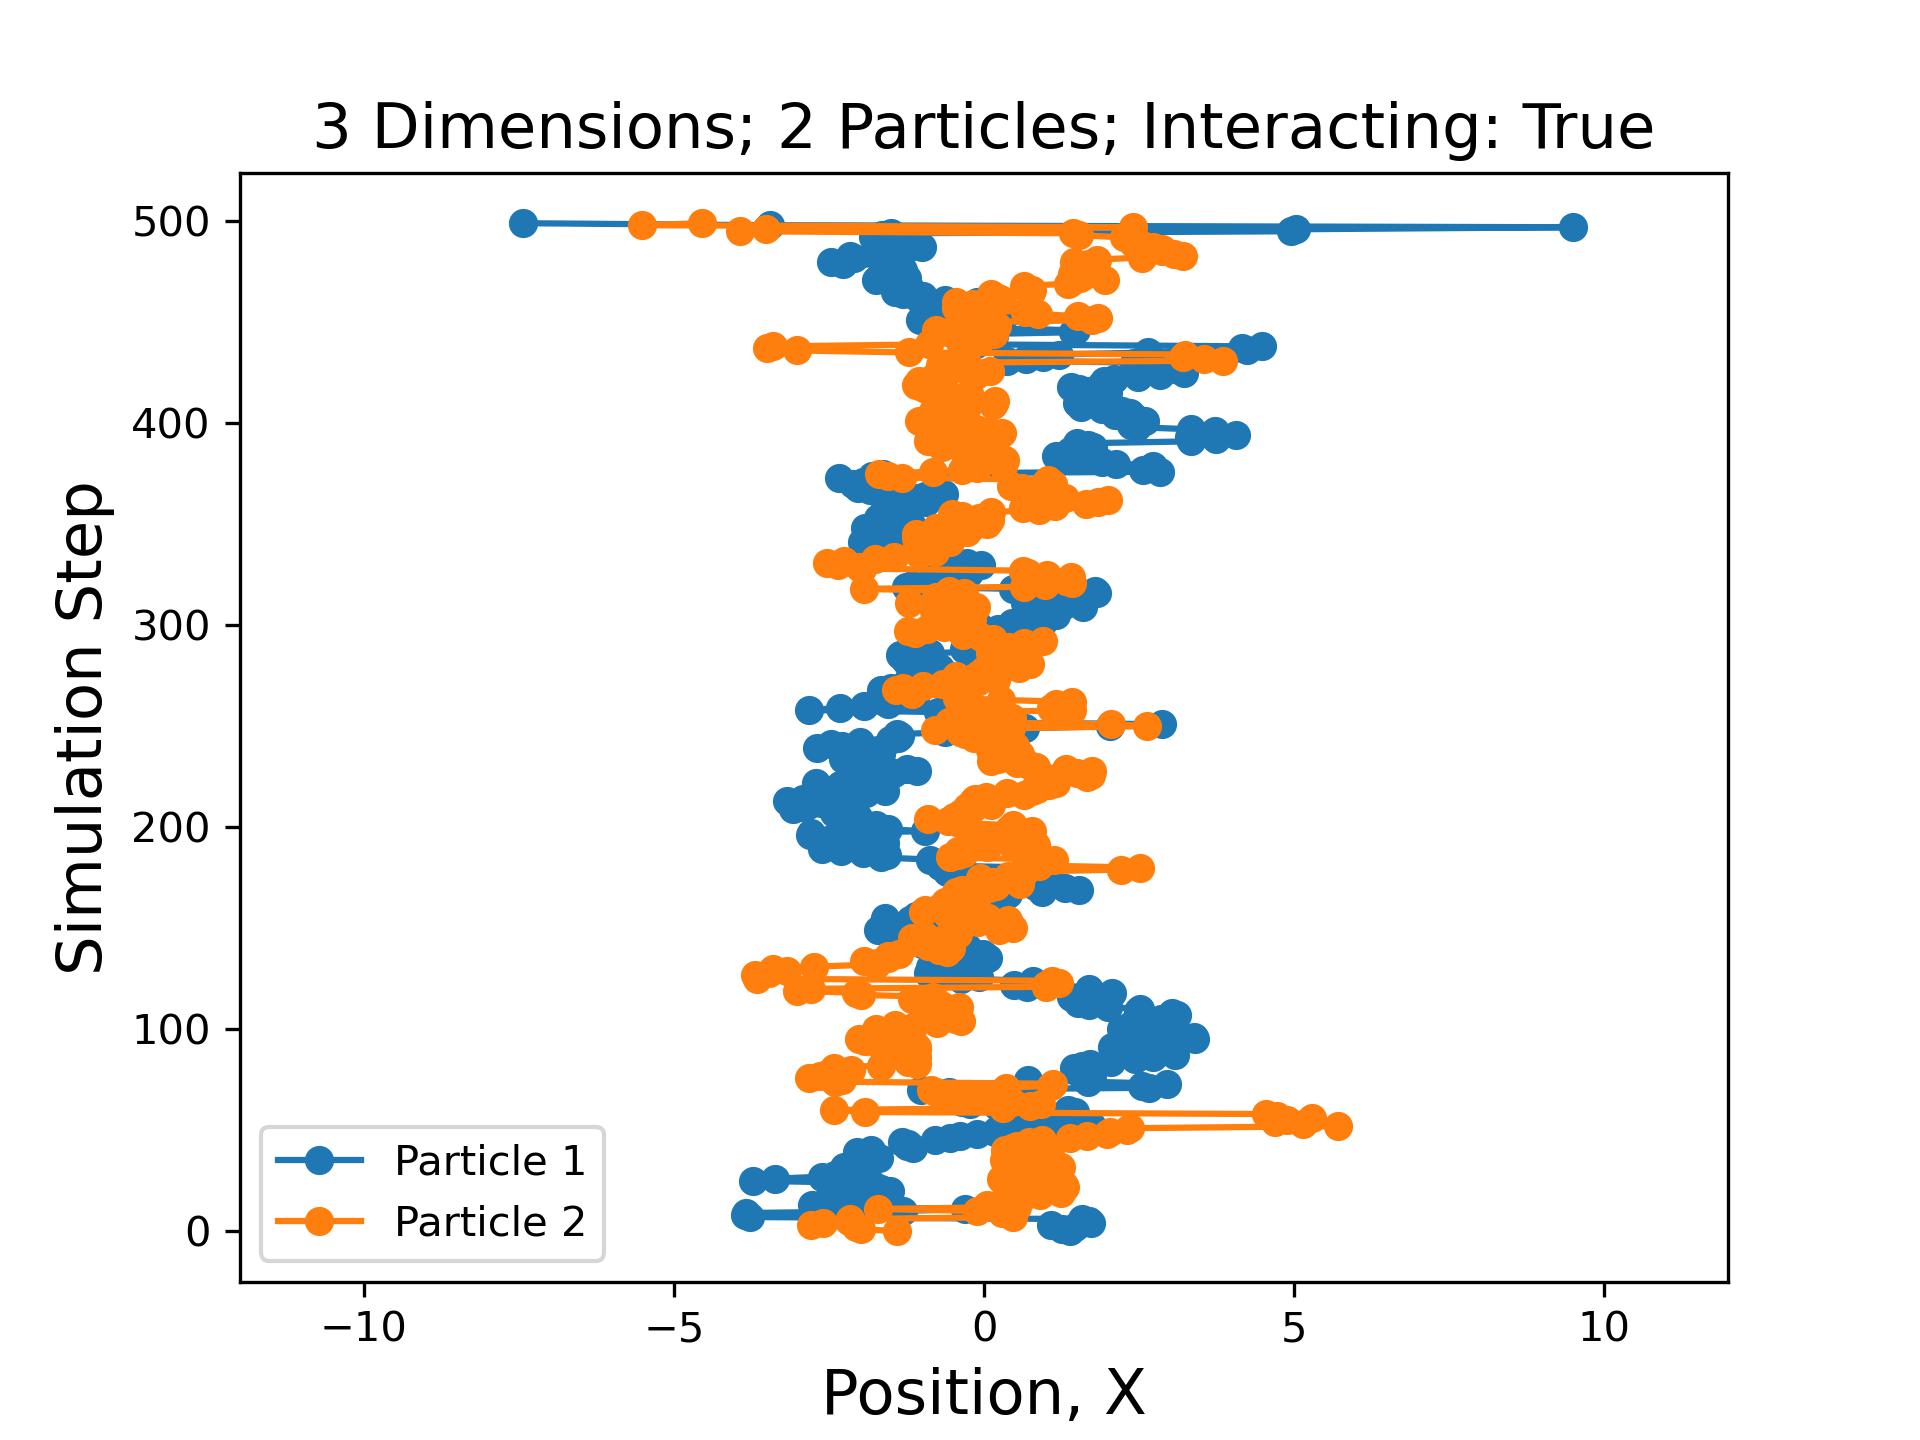 3 Dimensions; 2 Particles; Interacting: True
Simulation Step
500
400
300
200
100
0
Particle 1
Particle 2
−10 −5 0 5 10
Position, X